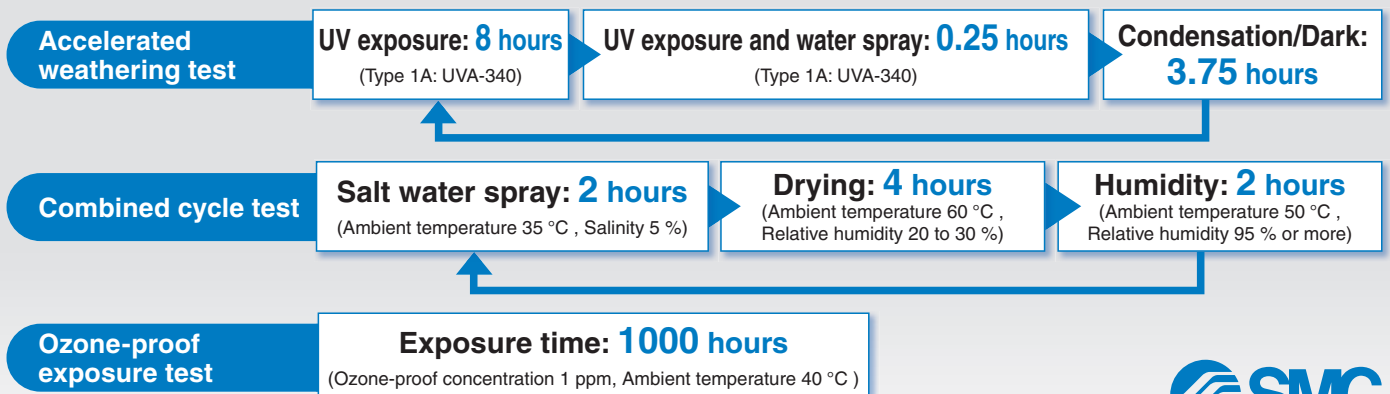 Accelerated
weathering test
UV exposure: 8 hours
(Type 1A: UVA-340)
UV exposure and water spray: 0.25 hours
(Type 1A: UVA-340)
Condensation/Dark:
3.75 hours
Combined cycle test
Salt water spray: 2 hours
(Ambient temperature 35 °C , Salinity 5 %)
Drying: 4 hours
(Ambient temperature 60 °C ,
Relative humidity 20 to 30 %)
Humidity: 2 hours
(Ambient temperature 50 °C ,
Relative humidity 95 % or more)
Ozone-proof
exposure test
Exposure time: 1000 hours
(Ozone-proof concentration 1 ppm, Ambient temperature 40 °C )
SMC